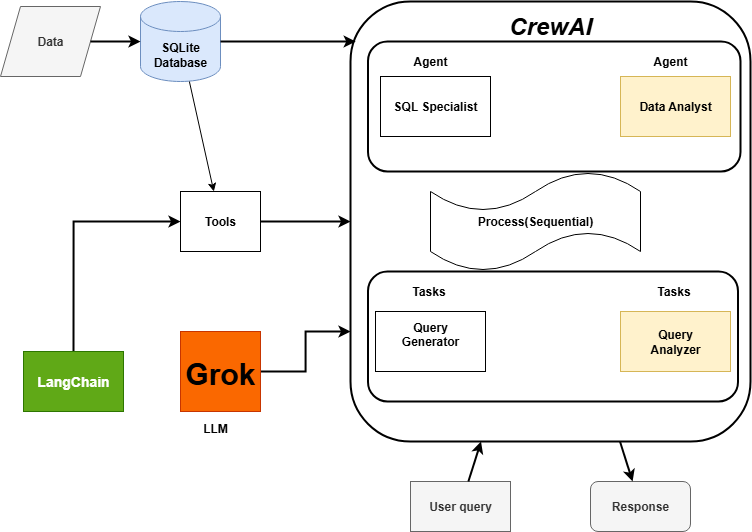 CrewAI
Data
SQLite
Database
Agent
SQL Specialist
Agent
Data Analyst
Tools
Process(Sequential)
Tasks
Query
Generator
Tasks
Query
Analyzer
LangChain
Grok
LLM
User query
Response